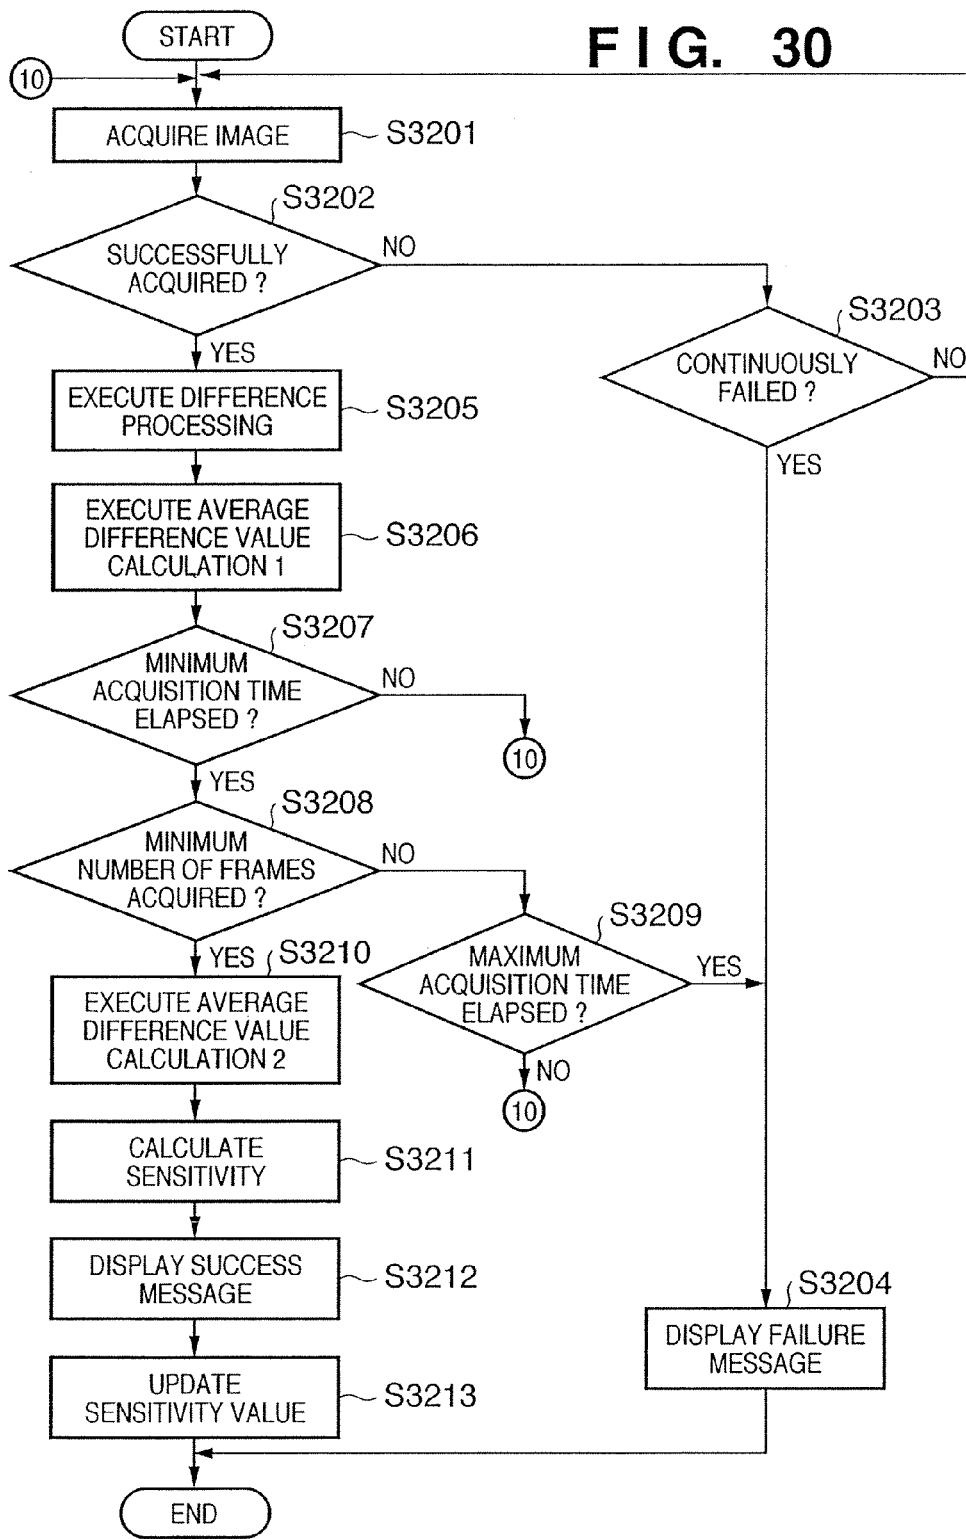 START
FIG. 30
10
ACQUIRE IMAGE
S3201
S3202
SUCCESSFULLY
ACQUIRED ?
NO
YES
S3203
CONTINUOUSLY
FAILED ?
NO
YES
EXECUTE DIFFERENCE
PROCESSING
S3205
EXECUTE AVERAGE
DIFFERENCE VALUE
CALCULATION 1
S3206
S3207
MINIMUM
ACQUISITION TIME
ELAPSED ?
NO
10
YES
S3208
MINIMUM
NUMBER OF FRAMES
ACQUIRED ?
NO
YES
S3209
MAXIMUM
ACQUISITION TIME
ELAPSED ?
YES
NO
10
S3210
EXECUTE AVERAGE
DIFFERENCE VALUE
CALCULATION 2
CALCULATE
SENSITIVITY
S3211
DISPLAY SUCCESS
MESSAGE
S3212
S3204
DISPLAY FAILURE
MESSAGE
UPDATE
SENSITIVITY VALUE
S3213
END